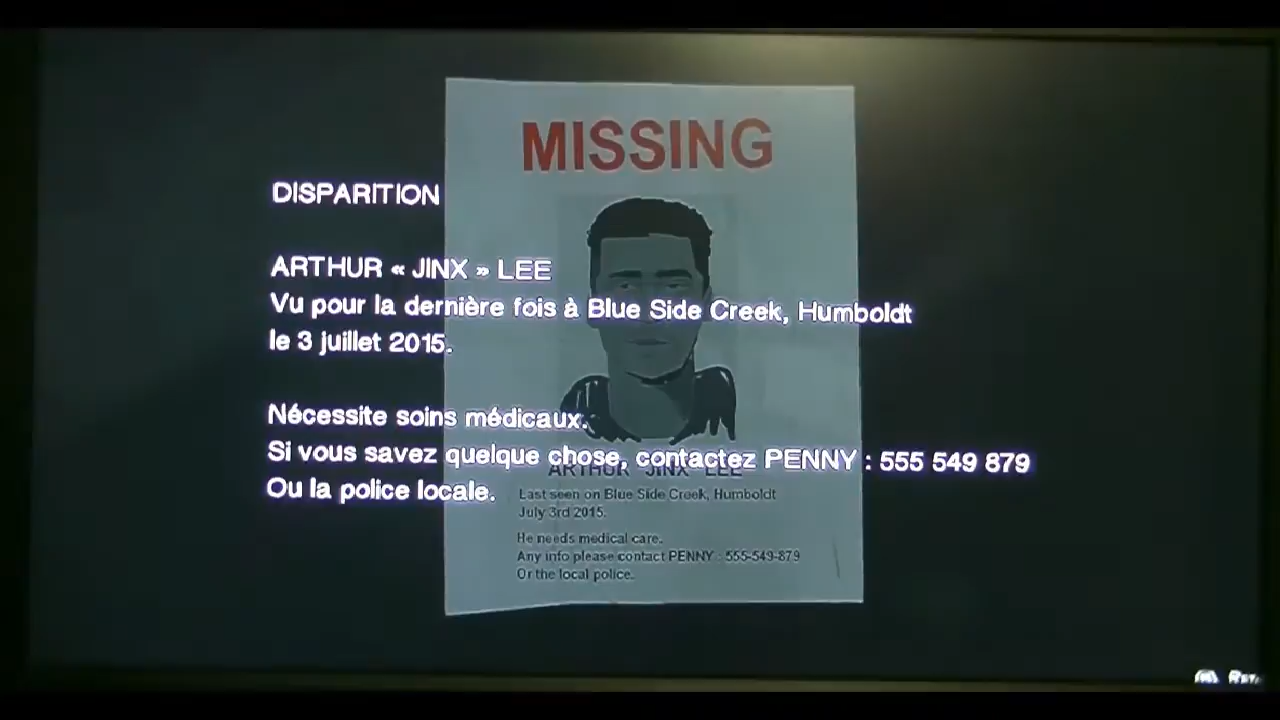 MISSING
DISPARITION
ARTHUR « JINX » LEE
Vu pour la dernière fois à Blue Side Creek, Humboldt
le 3 juillet 2015.
Nécessite soins médicaux.
Si vous savez quelque chose, contactez PENNY : 555 549 879
Ou la police locale.
ARTHUR "JINX" LEE
Last seen on Blue Side Creek, Humboldt
July 3rd 2015.
He needs medical care.
Any info please contact PENNY : 555-549-879
Or the local police.